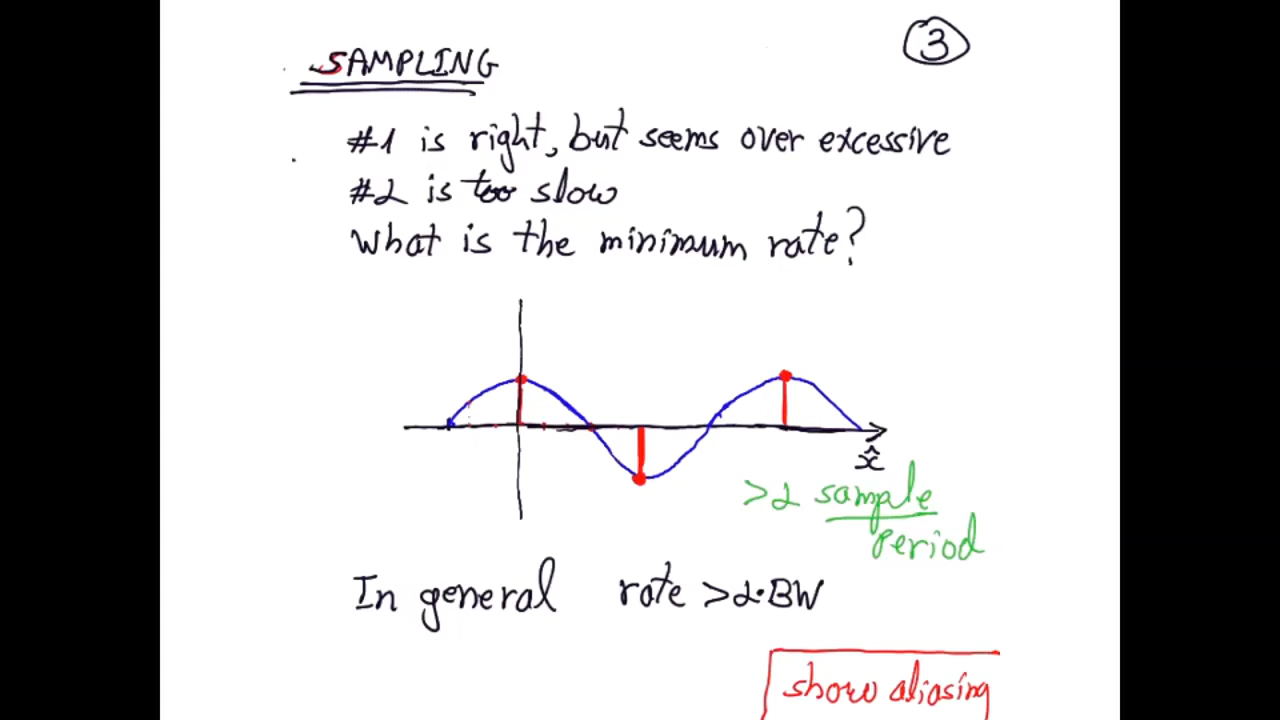 SAMPLING
3
#1 is right, but seems over excessive
#2 is too slow
What is the minimum rate?
x̂
>2 sample
period
In general rate >2·BW
show aliasing